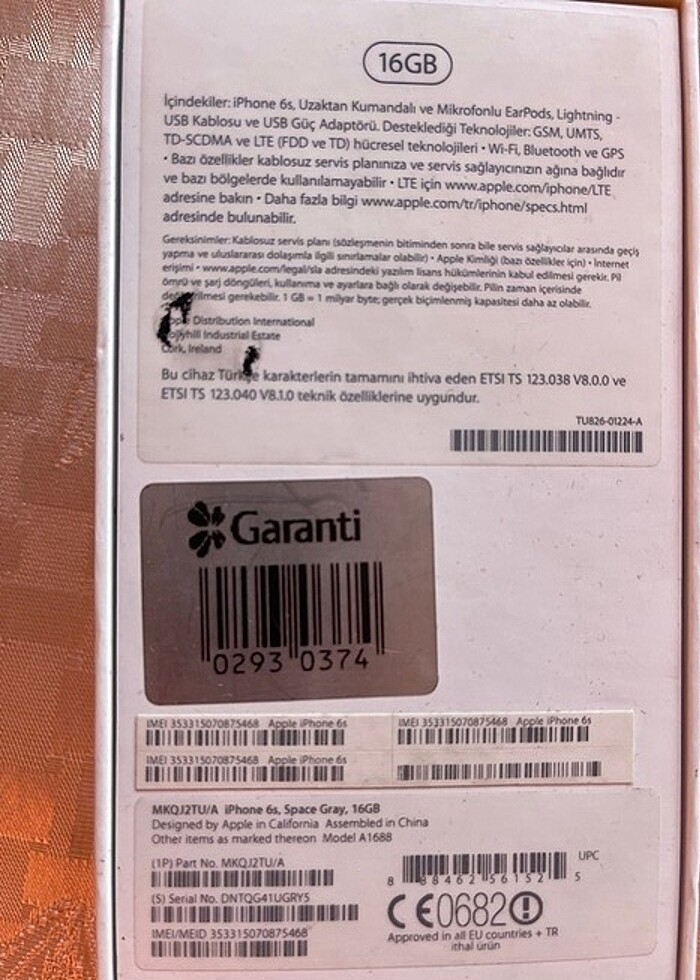 16GB
İçindekiler: iPhone 6s, Uzaktan Kumandalı ve Mikrofonlu EarPods, Lightning -
USB Kablosu ve USB Güç Adaptörü. Desteklediği Teknolojiler: GSM, UMTS,
TD-SCDMA ve LTE (FDD ve TD) hücresel teknolojileri • Wi-Fi, Bluetooth ve GPS
• Bazı özellikler kablosuz servis planınıza ve servis sağlayıcınızın ağına bağlıdır
ve bazı bölgelerde kullanılamayabilir • LTE için www.apple.com/iphone/LTE
adresine bakın • Daha fazla bilgi www.apple.com/tr/iphone/specs.html
adresinde bulunabilir.
Gereksinimler: Kablosuz servis planı (sözleşmenin bitiminden sonra bile servis sağlayıcılar arasında geçiş
yapma ve uluslararası dolaşımla ilgili sınırlamalar olabilir) • Apple Kimliği (bazı özellikler için) • Internet
erişimi • www.apple.com/legal/sla adresindeki yazılım lisans hükümlerinin kabul edilmesi gerekir. Pil
ömrü ve şarj döngüleri, kullanıma ve ayarlara bağlı olarak değişebilir. Pilin zaman içerisinde
değiştirilmesi gerekebilir. 1 GB = 1 milyar byte; gerçek biçimlenmiş kapasitesi daha az olabilir.
Apple Distribution International
Hollyhill Industrial Estate
Cork, Ireland
Bu cihaz Türkçe karakterlerin tamamını ihtiva eden ETSI TS 123.038 V8.0.0 ve
ETSI TS 123.040 V8.1.0 teknik özelliklerine uygundur.
TU826-01224-A
Garanti
0293 0374
IMEI 353315070875468 Apple iPhone 6s
IMEI 353315070875468 Apple iPhone 6s
IMEI 353315070875468 Apple iPhone 6s
MKQJ2TU/A iPhone 6s, Space Gray, 16GB
Designed by Apple in California Assembled in China
Other items as marked thereon Model A1688
(1P) Part No. MKQJ2TU/A
UPC
8 88462 56152 5
(S) Serial No. DNTQG41UGRY5
CE0682
IMEI/MEID 353315070875468
Approved in all EU countries + TR
ithal ürün